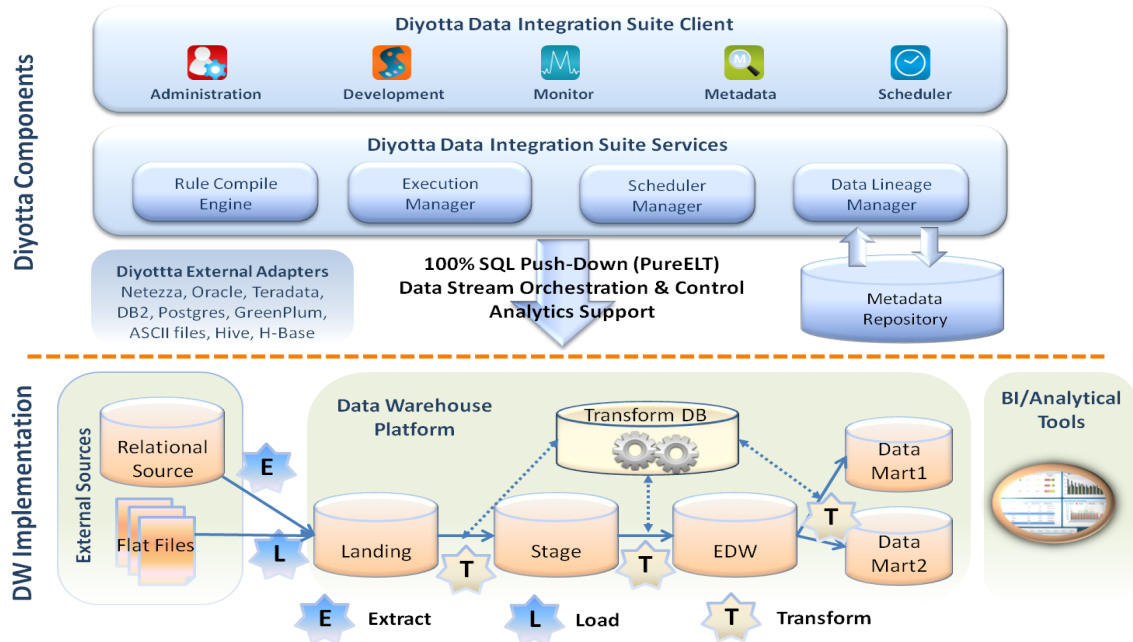 Diyotta Components
Diyotta Data Integration Suite Client
Administration
Development
Monitor
M
Metadata
Scheduler
Diyotta Data Integration Suite Services
Rule Compile
Engine
Execution
Manager
Scheduler
Manager
Data Lineage
Manager
Diyottta External Adapters
Netezza, Oracle, Teradata,
DB2, Postgres, GreenPlum,
ASCII files, Hive, H-Base
100% SQL Push-Down (PureELT)
Data Stream Orchestration & Control
Analytics Support
Metadata
Repository
DW Implementation
External Sources
Relational
Source
Flat Files
E
L
Data Warehouse
Platform
Transform DB
Landing
T
Stage
T
EDW
T
Data
Mart1
Data
Mart2
BI/Analytical
Tools
E
Extract
L
Load
T
Transform